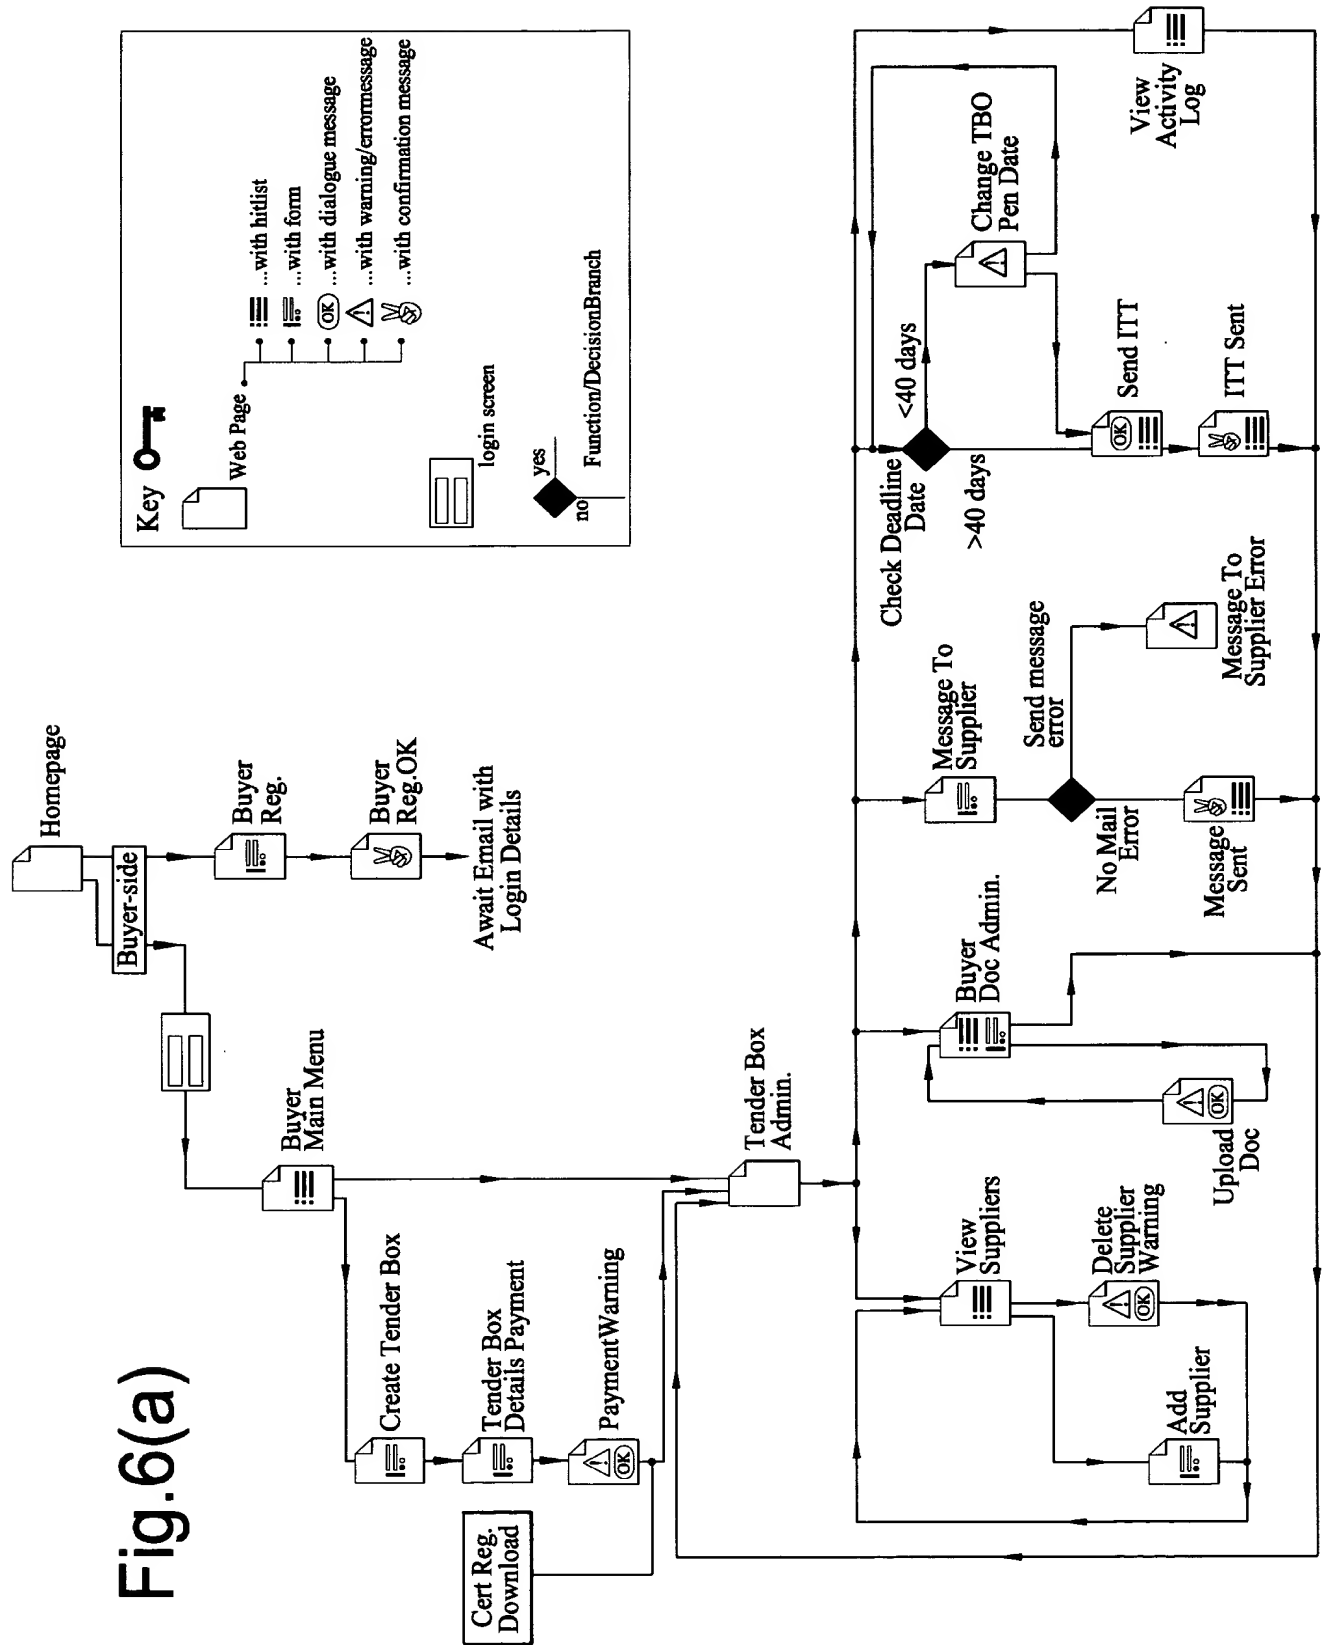 Fig.6(a)
Key
Web Page
...with hitlist
...with form
OK
...with dialogue message
...with warning/errormessage
...with confirmation message
login screen
yes
no
Function/DecisionBranch
Homepage
Buyer-side
Buyer
Reg.
Buyer
Reg.OK
Await Email with
Login Details
Buyer
Main Menu
Create Tender Box
Tender Box
Details Payment
PaymentWarning
OK
Cert Reg.
Download
Tender Box
Admin.
View
Suppliers
Delete
Supplier
Warning
OK
Add
Supplier
Buyer
Doc Admin.
Upload
Doc
OK
Message To
Supplier
Send message
error
No Mail
Error
Message
Sent
Message To
Supplier Error
Check Deadline
Date
<40 days
>40 days
Change TBO
Pen Date
Send ITT
OK
ITT Sent
View
Activity
Log